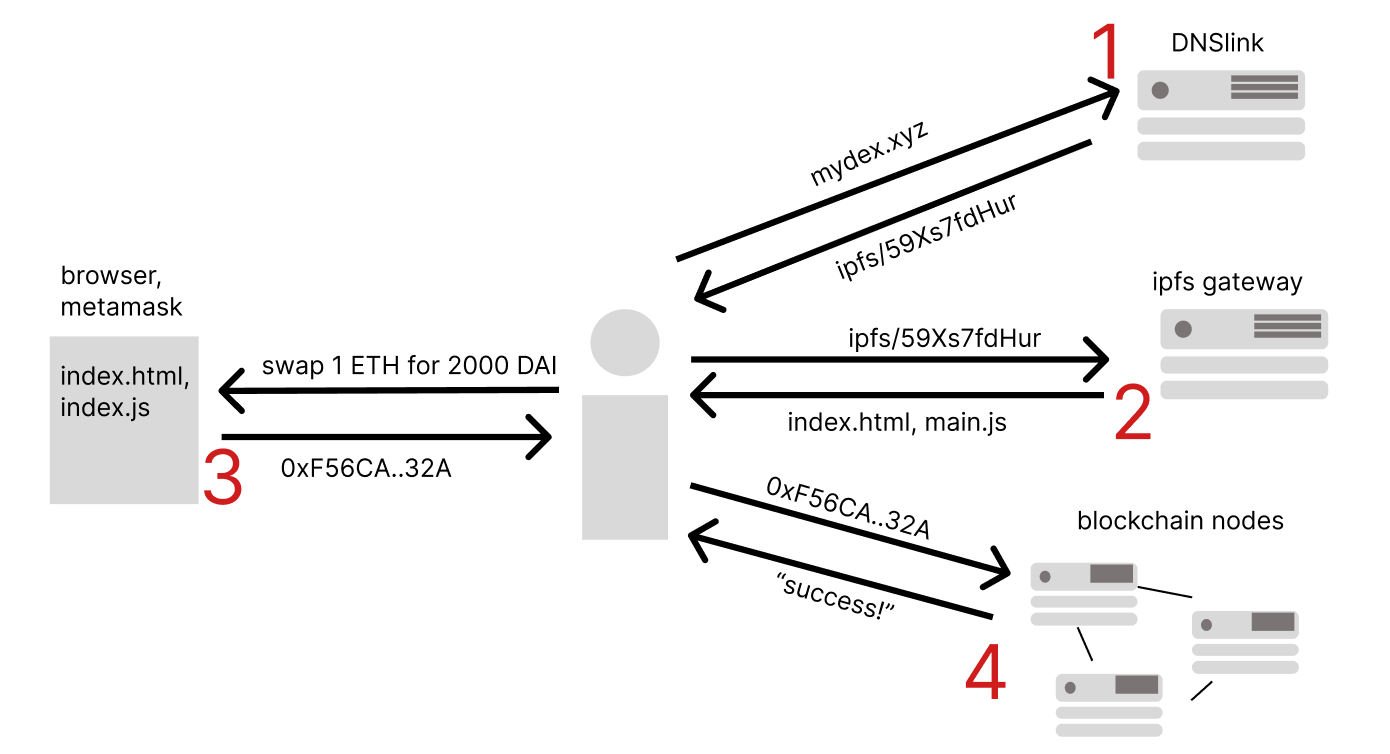 1
DNSlink
mydex.xyz
ipfs/59Xs7fdHur
browser,
metamask
index.html,
index.js
swap 1 ETH for 2000 DAI
0xF56CA..32A
3
ipfs gateway
ipfs/59Xs7fdHur
index.html, main.js
2
blockchain nodes
0xF56CA..32A
“success!”
4